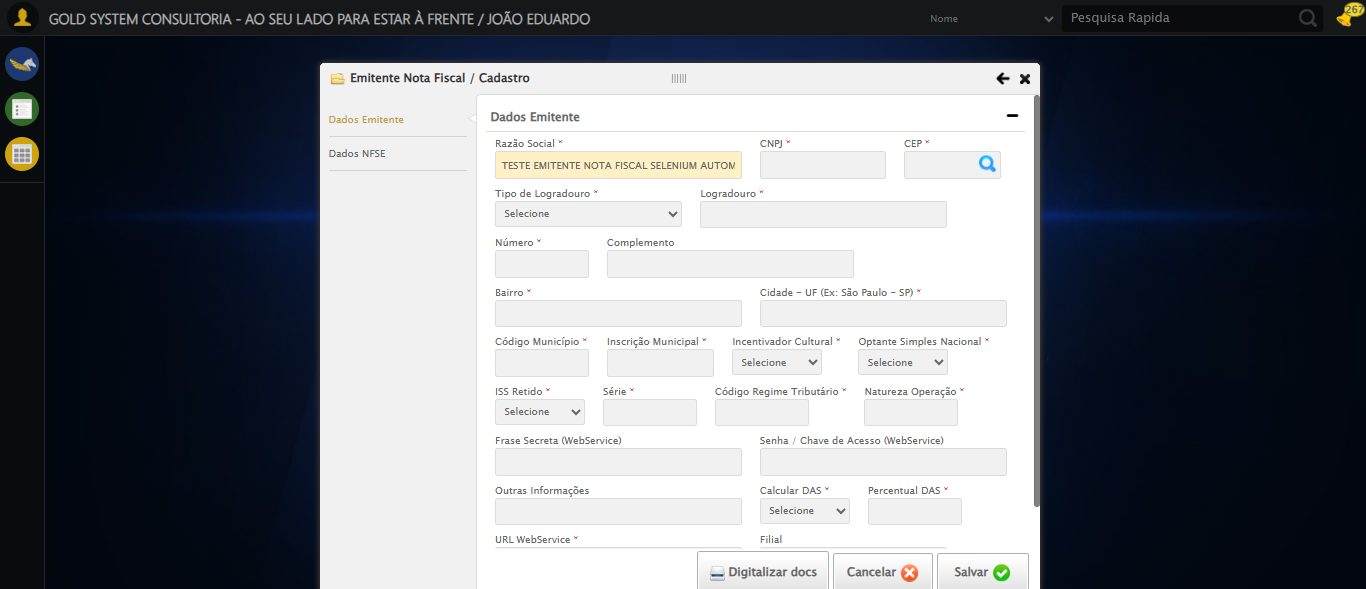 GOLD SYSTEM CONSULTORIA - AO SEU LADO PARA ESTAR À FRENTE / JOÃO EDUARDO
Nome
Pesquisa Rapida
267
Emitente Nota Fiscal / Cadastro
Dados Emitente
Dados NFSE
Dados Emitente
Razão Social * CNPJ * CEP *
TESTE EMITENTE NOTA FISCAL SELENIUM AUTOM
Tipo de Logradouro * Logradouro *
Selecione
Número * Complemento
Bairro * Cidade - UF (Ex: São Paulo - SP) *
Código Município * Inscrição Municipal * Incentivador Cultural * Optante Simples Nacional *
Selecione Selecione
ISS Retido * Série * Código Regime Tributário * Natureza Operação *
Selecione
Frase Secreta (WebService) Senha / Chave de Acesso (WebService)
Outras Informações Calcular DAS * Percentual DAS *
Selecione
URL WebService * Filial
Digitalizar docs Cancelar Salvar